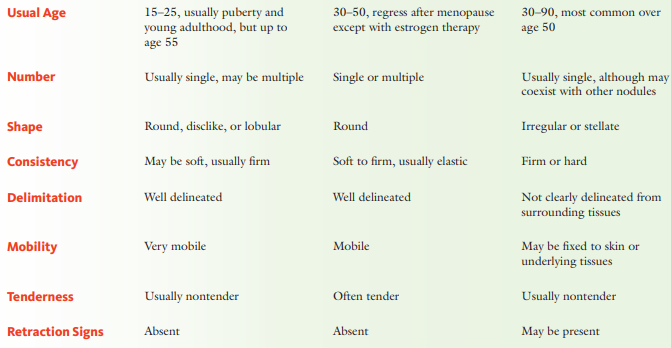 Usual Age 15–25, usually puberty and 30–50, regress after menopause 30–90, most common over
young adulthood, but up to except with estrogen therapy age 50
age 55
Number Usually single, may be multiple Single or multiple Usually single, although may
coexist with other nodules
Shape Round, disclike, or lobular Round Irregular or stellate
Consistency May be soft, usually firm Soft to firm, usually elastic Firm or hard
Delimitation Well delineated Well delineated Not clearly delineated from
surrounding tissues
Mobility Very mobile Mobile May be fixed to skin or
underlying tissues
Tenderness Usually nontender Often tender Usually nontender
Retraction Signs Absent Absent May be present